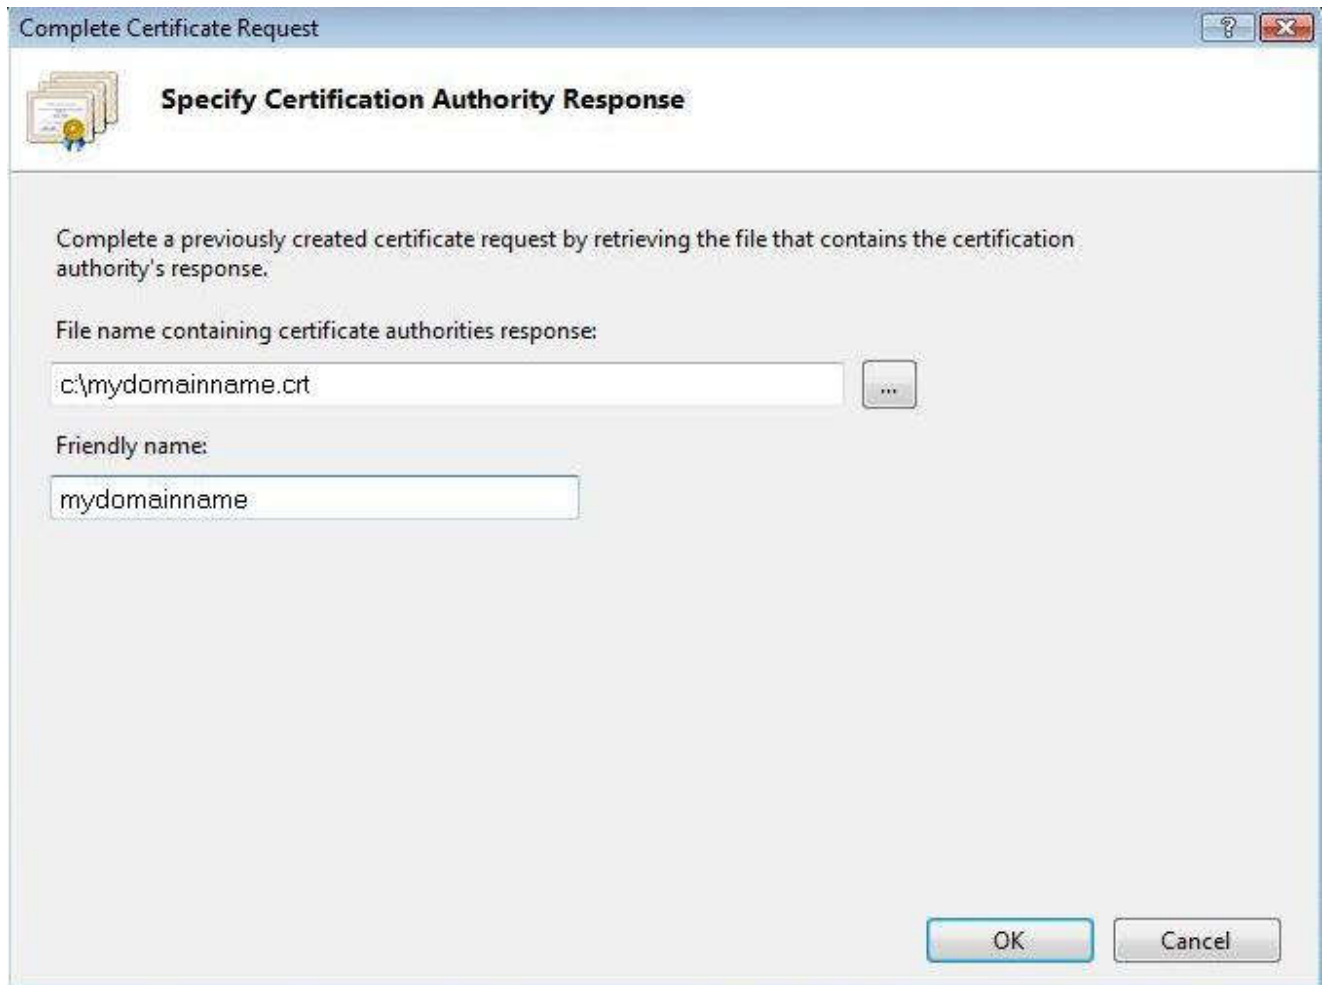 Complete Certificate Request
Specify Certification Authority Response
Complete a previously created certificate request by retrieving the file that contains the certification
authority's response.
File name containing certificate authorities response:
c:\mydomainname.crt
...
Friendly name:
mydomainname
OK
Cancel